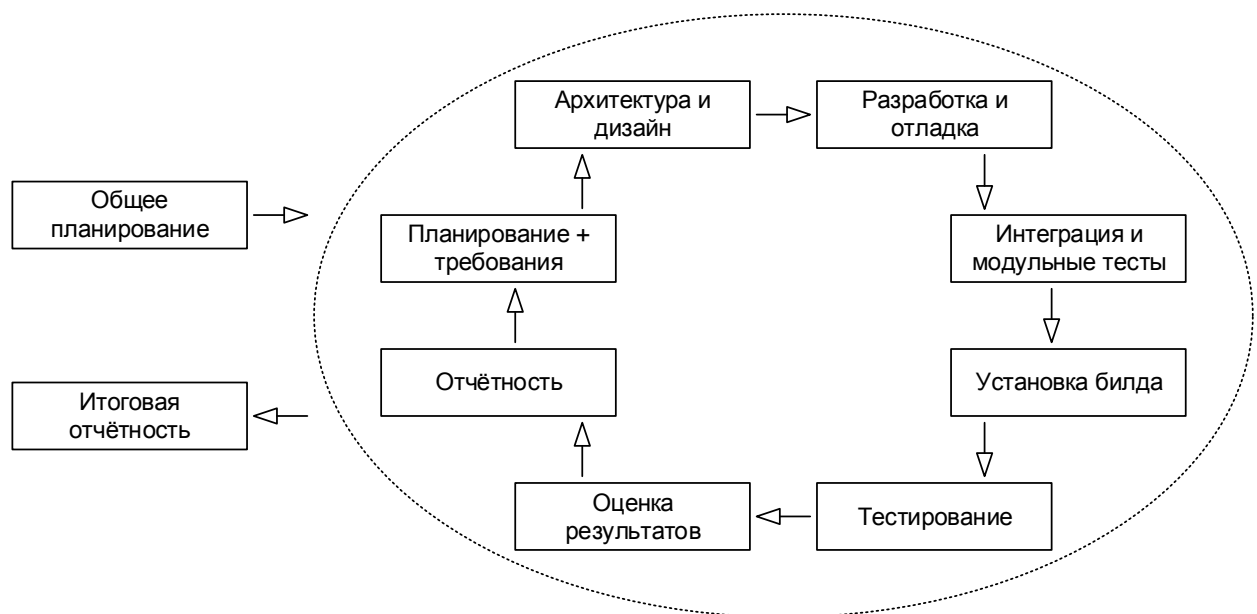 Архитектура и
дизайн
Разработка и
отладка
Общее
планирование
Планирование +
требования
Интеграция и
модульные тесты
Итоговая
отчётность
Отчётность
Установка билда
Оценка
результатов
Тестирование